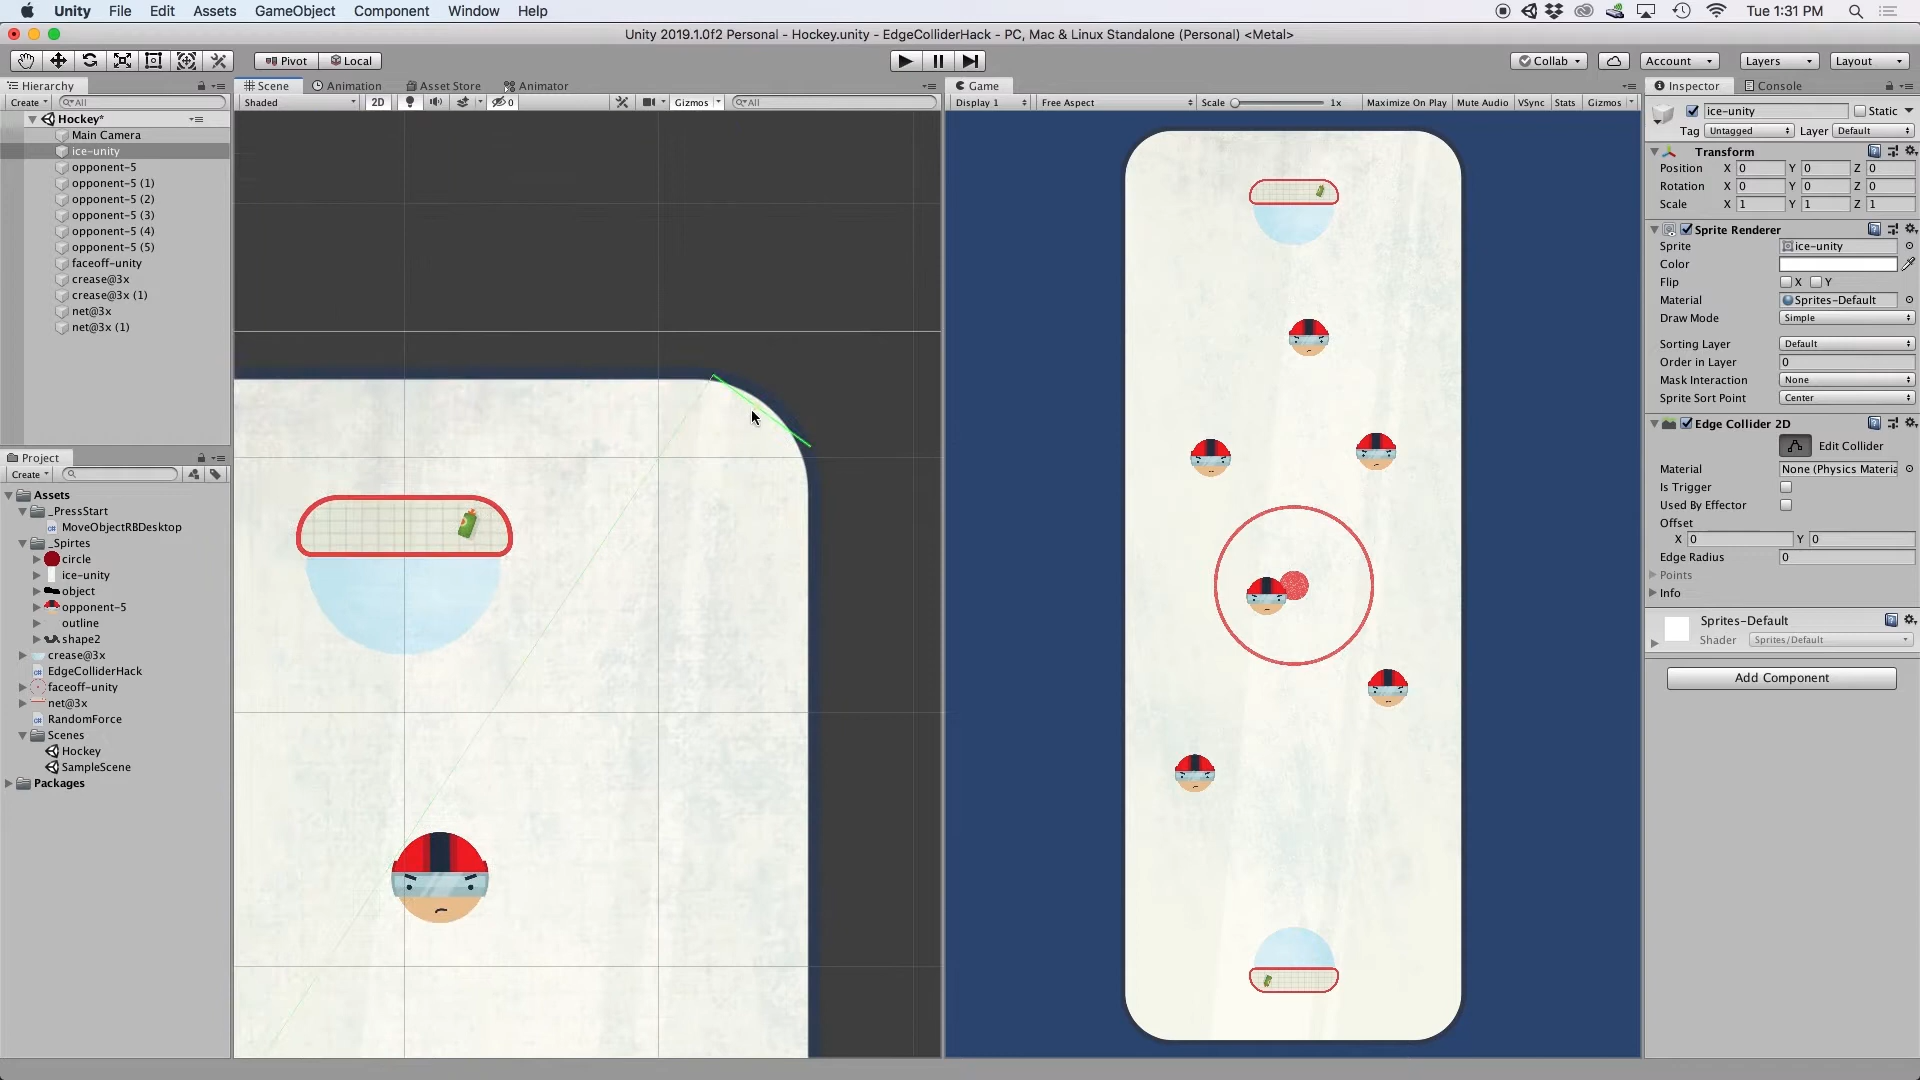 Unity File Edit Assets GameObject Component Window Help Tue 1:31 PM
Unity 2019.1.0f2 Personal - Hockey.unity - EdgeColliderHack - PC, Mac & Linux Standalone (Personal) <Metal>
Pivot Local Collab Account Layers Layout
Hierarchy
Create All
Hockey*
Main Camera
ice-unity
opponent-5
opponent-5 (1)
opponent-5 (2)
opponent-5 (3)
opponent-5 (4)
opponent-5 (5)
faceoff-unity
crease@3x
crease@3x (1)
net@3x
net@3x (1)
Project
Create
Assets
_PressStart
MoveObjectRBDesktop
_Spirtes
circle
ice-unity
object
opponent-5
outline
shape2
crease@3x
EdgeColliderHack
faceoff-unity
net@3x
RandomForce
Scenes
Hockey
SampleScene
Packages
Scene Animation Asset Store Animator
Shaded 2D 0 Gizmos All
Game
Display 1 Free Aspect Scale 1x Maximize On Play Mute Audio VSync Stats Gizmos
Inspector Console
ice-unity Static
Tag Untagged Layer Default
Transform
Position X 0 Y 0 Z 0
Rotation X 0 Y 0 Z 0
Scale X 1 Y 1 Z 1
Sprite Renderer
Sprite ice-unity
Color
Flip X Y
Material Sprites-Default
Draw Mode Simple
Sorting Layer Default
Order in Layer 0
Mask Interaction None
Sprite Sort Point Center
Edge Collider 2D
Edit Collider
Material None (Physics Materia
Is Trigger
Used By Effector
Offset
X 0 Y 0
Edge Radius 0
Points
Info
Sprites-Default
Shader Sprites/Default
Add Component